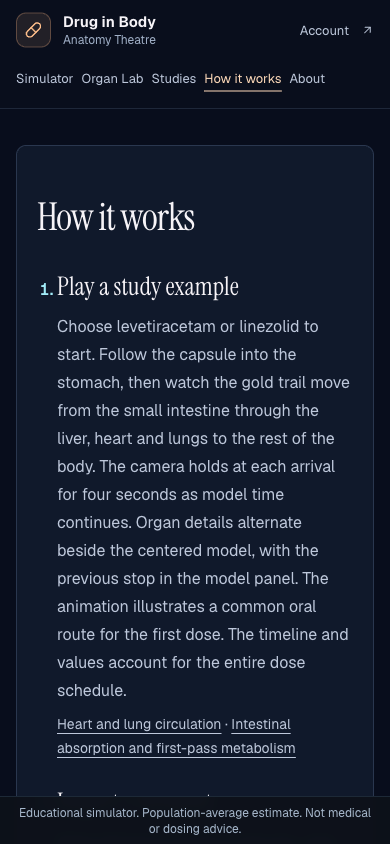 Drug in Body
Anatomy Theatre
Account ↗
Simulator Organ Lab Studies How it works About
How it works
1. Play a study example
Choose levetiracetam or linezolid to
start. Follow the capsule into the
stomach, then watch the gold trail move
from the small intestine through the
liver, heart and lungs to the rest of the
body. The camera holds at each arrival
for four seconds as model time
continues. Organ details alternate
beside the centered model, with the
previous stop in the model panel. The
animation illustrates a common oral
route for the first dose. The timeline and
values account for the entire dose
schedule.
Heart and lung circulation · Intestinal
absorption and first-pass metabolism
Educational simulator. Population-average estimate. Not medical
or dosing advice.